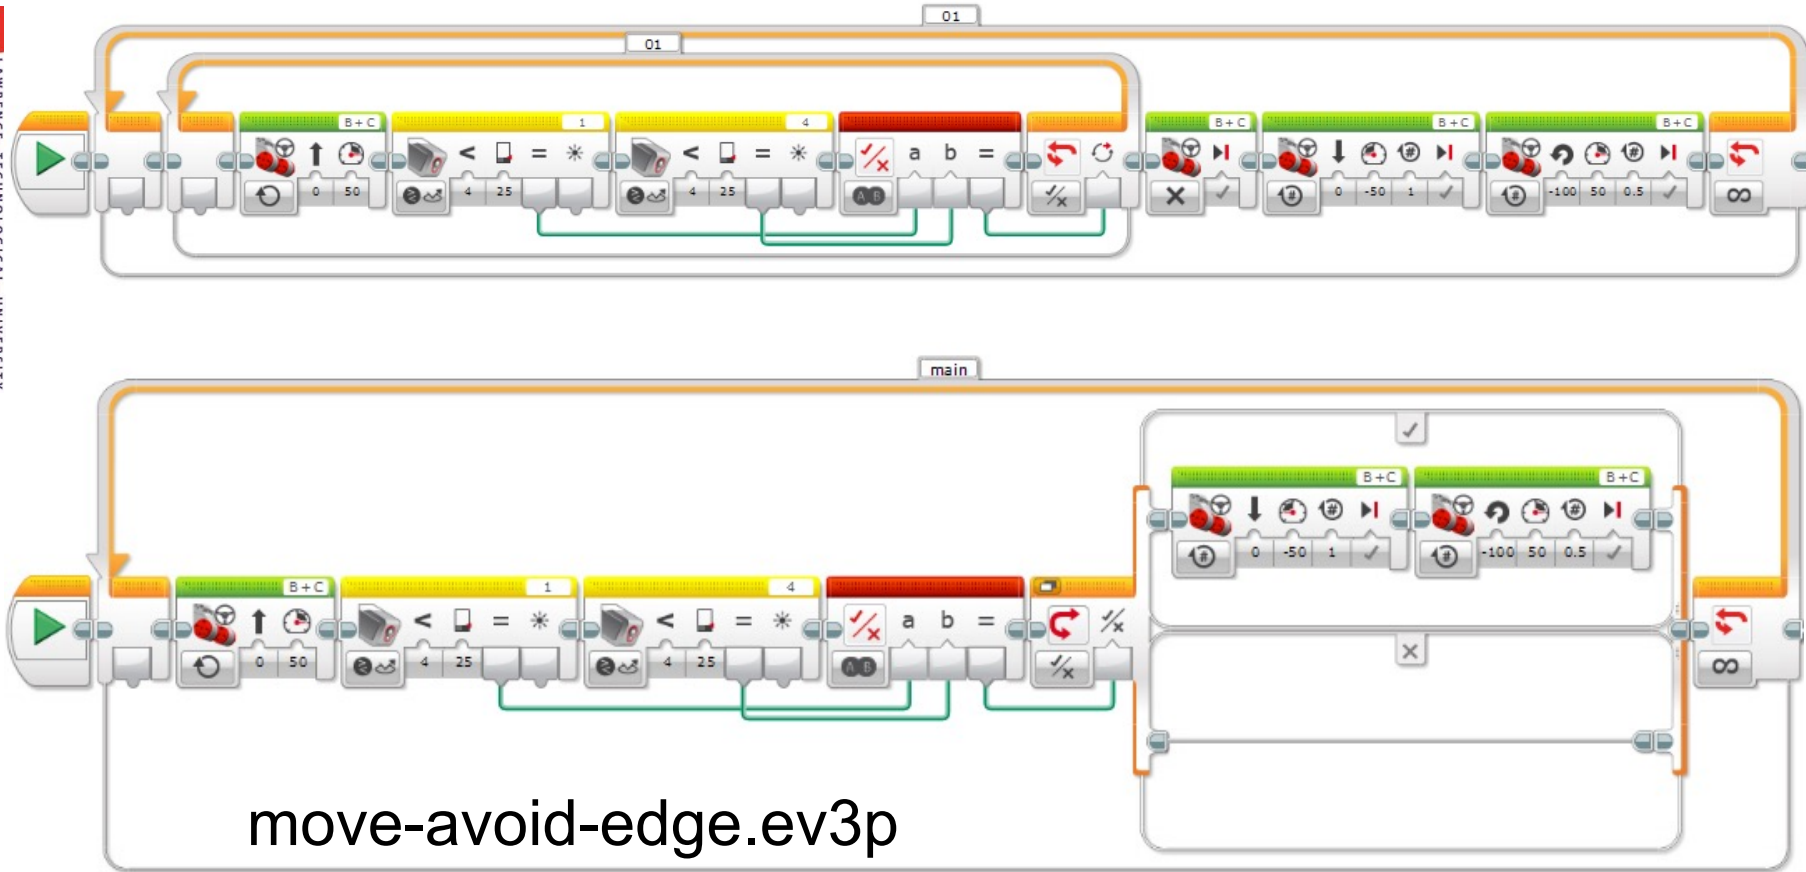 01
01
B+C 1 4 B+C B+C B+C
< = < = a b =
0 50 4 25 4 25 A B 0 -50 1 -100 50 0.5 ∞
main
B+C B+C
0 -50 1 -100 50 0.5
B+C 1 4
< = < = a b =
0 50 4 25 4 25 A B ∞
move-avoid-edge.ev3p